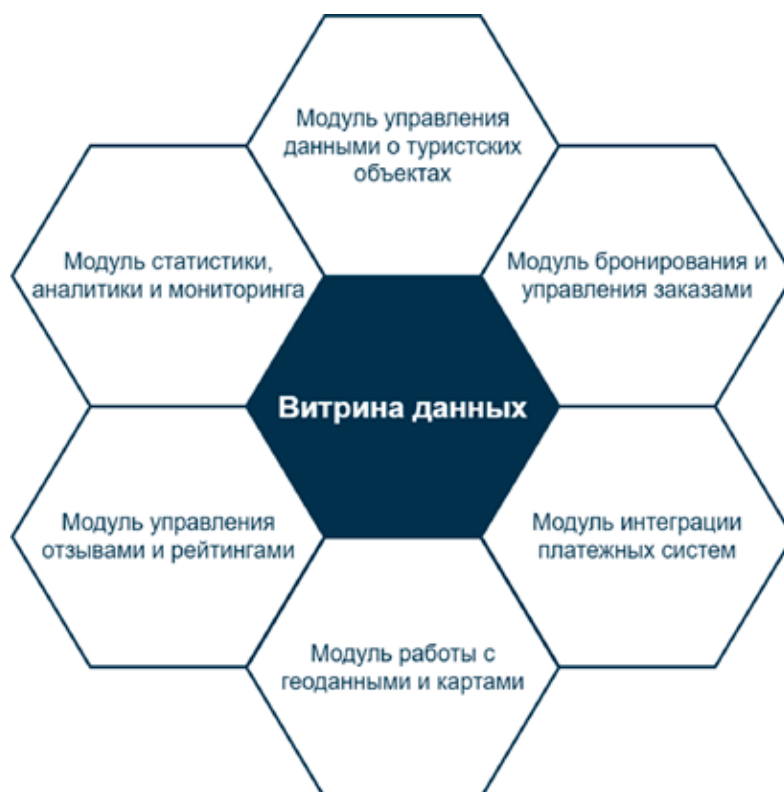 Модуль управления
данными о туристских
объектах
Модуль статистики,
аналитики и мониторинга
Модуль бронирования и
управления заказами
Витрина данных
Модуль управления
отзывами и рейтингами
Модуль интеграции
платежных систем
Модуль работы с
геоданными и картами